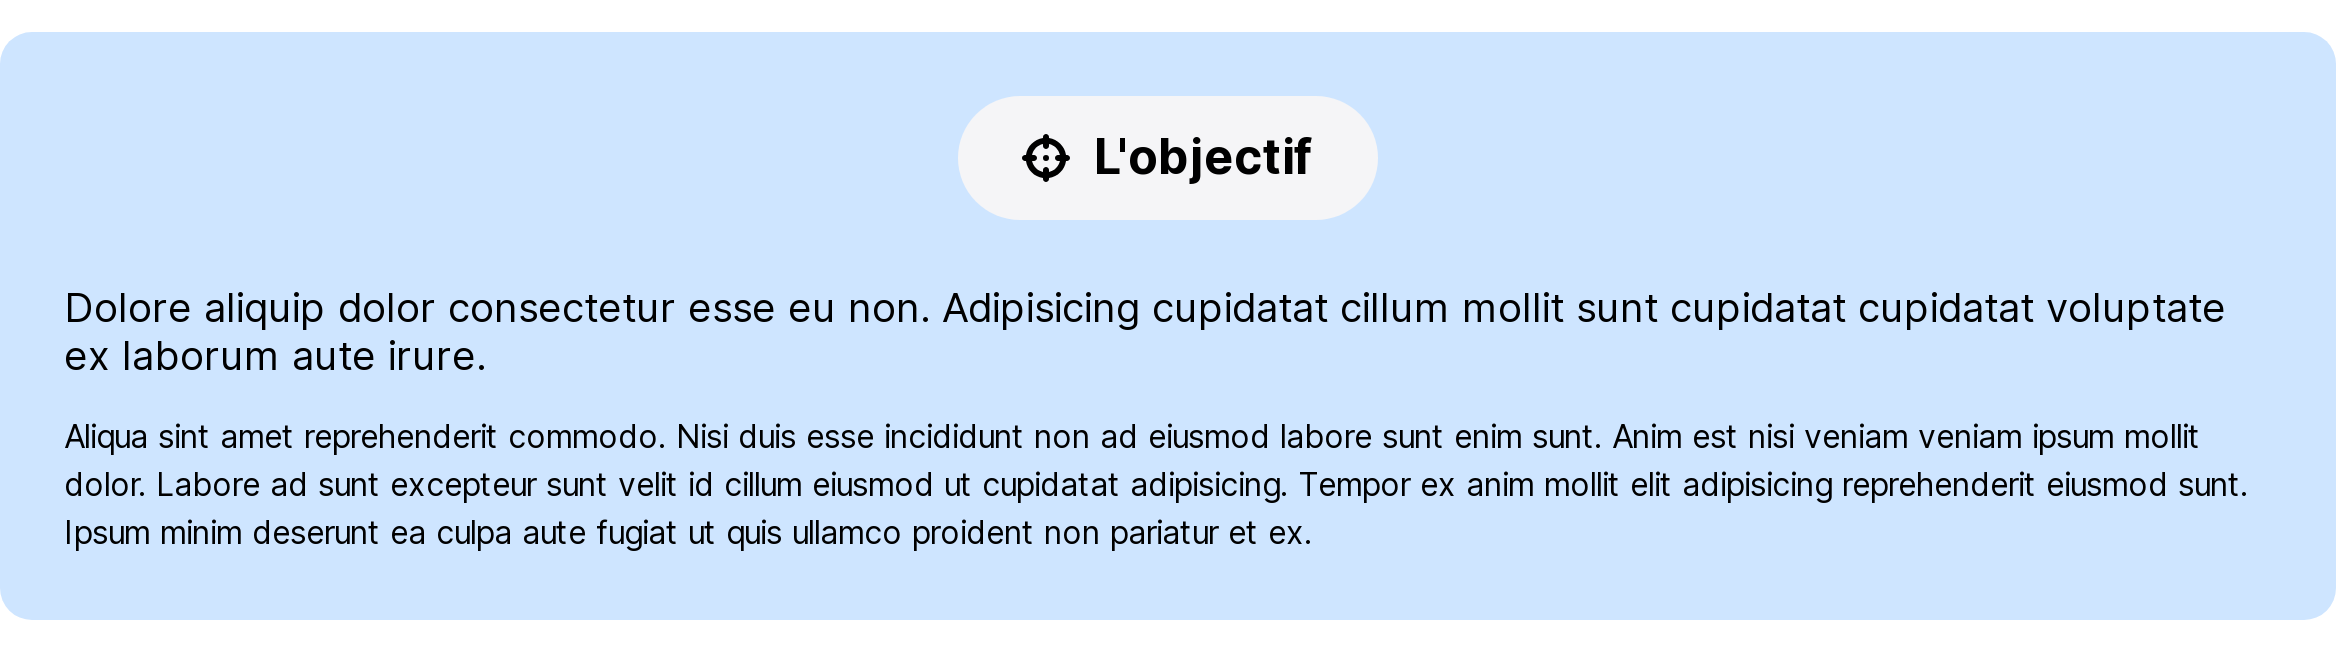 L'objectif
Dolore aliquip dolor consectetur esse eu non. Adipisicing cupidatat cillum mollit sunt cupidatat cupidatat voluptate
ex laborum aute irure.
Aliqua sint amet reprehenderit commodo. Nisi duis esse incididunt non ad eiusmod labore sunt enim sunt. Anim est nisi veniam veniam ipsum mollit
dolor. Labore ad sunt excepteur sunt velit id cillum eiusmod ut cupidatat adipisicing. Tempor ex anim mollit elit adipisicing reprehenderit eiusmod sunt.
Ipsum minim deserunt ea culpa aute fugiat ut quis ullamco proident non pariatur et ex.